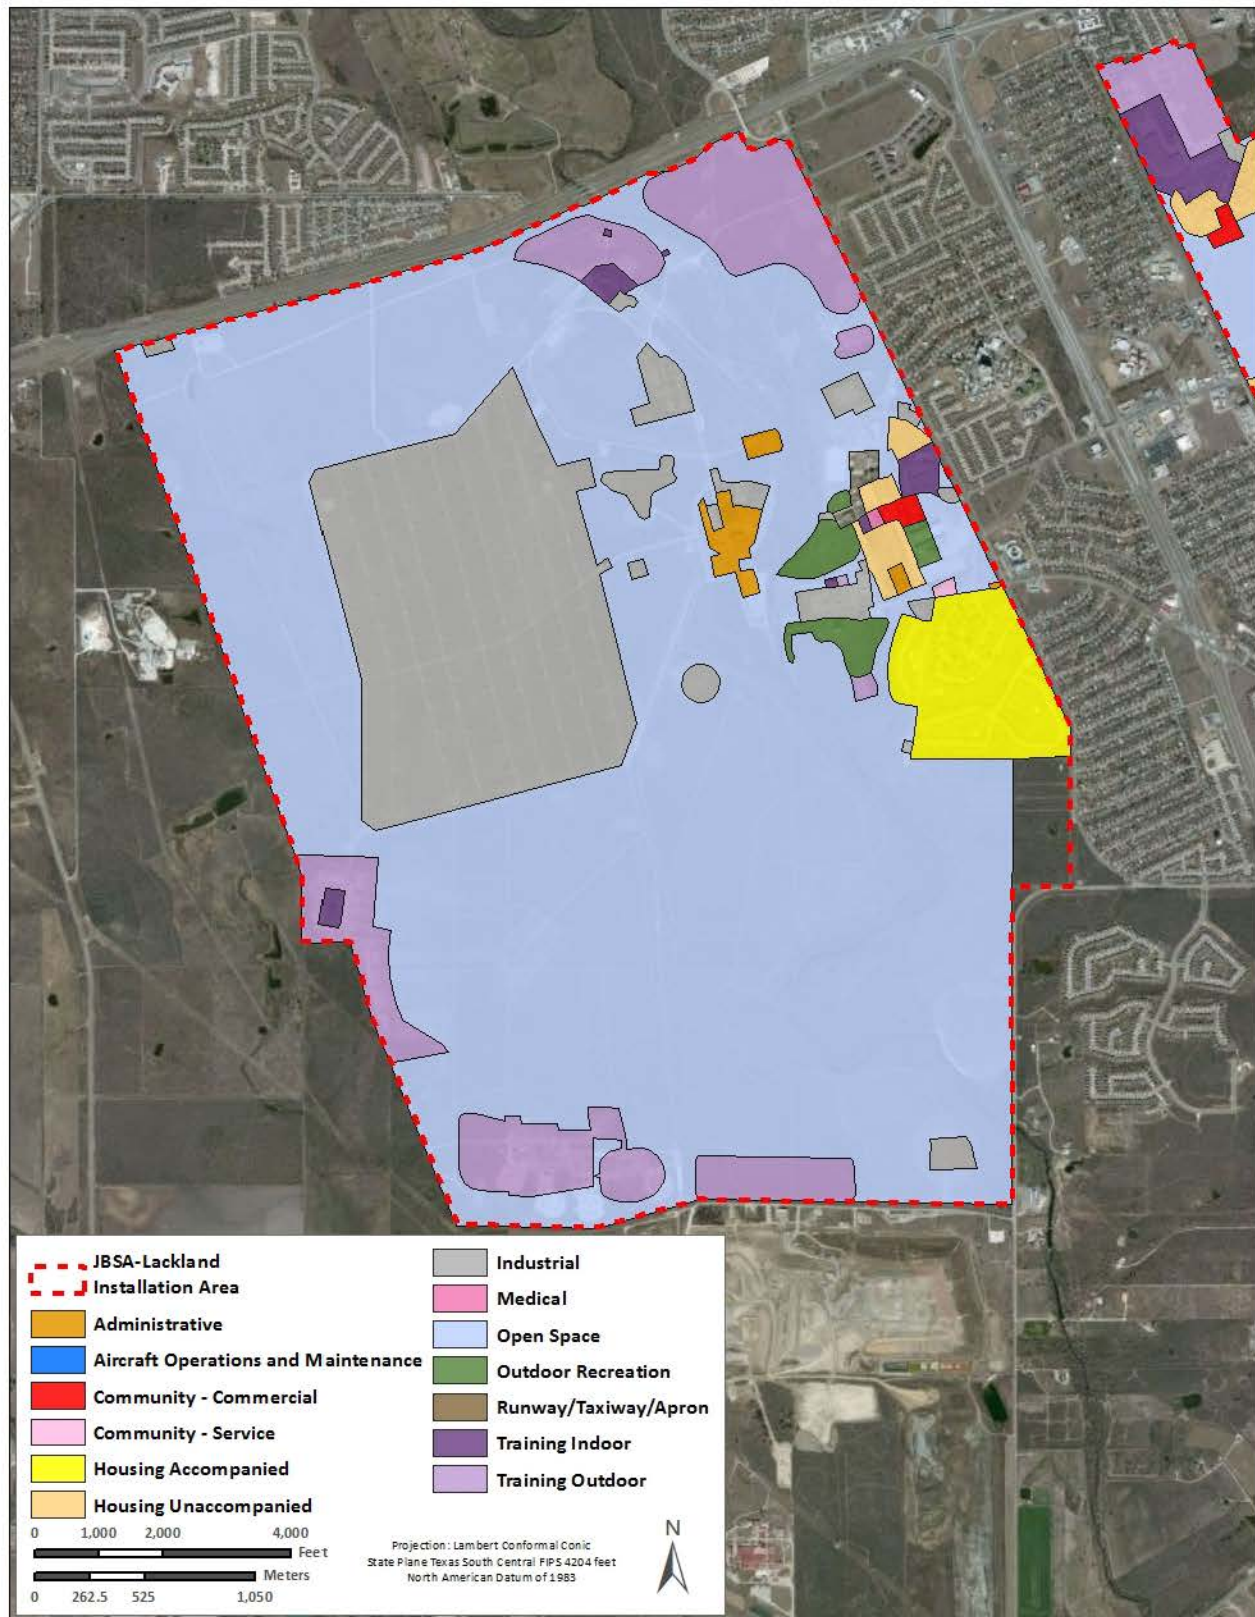 JBSA-Lackland
Installation Area
Administrative
Aircraft Operations and Maintenance
Community - Commercial
Community - Service
Housing Accompanied
Housing Unaccompanied
Industrial
Medical
Open Space
Outdoor Recreation
Runway/Taxiway/Apron
Training Indoor
Training Outdoor
0 1,000 2,000 4,000
Feet
Meters
0 262.5 525 1,050
Projection: Lambert Conformal Conic
State Plane Texas South Central FIPS 4204 feet
North American Datum of 1983
N